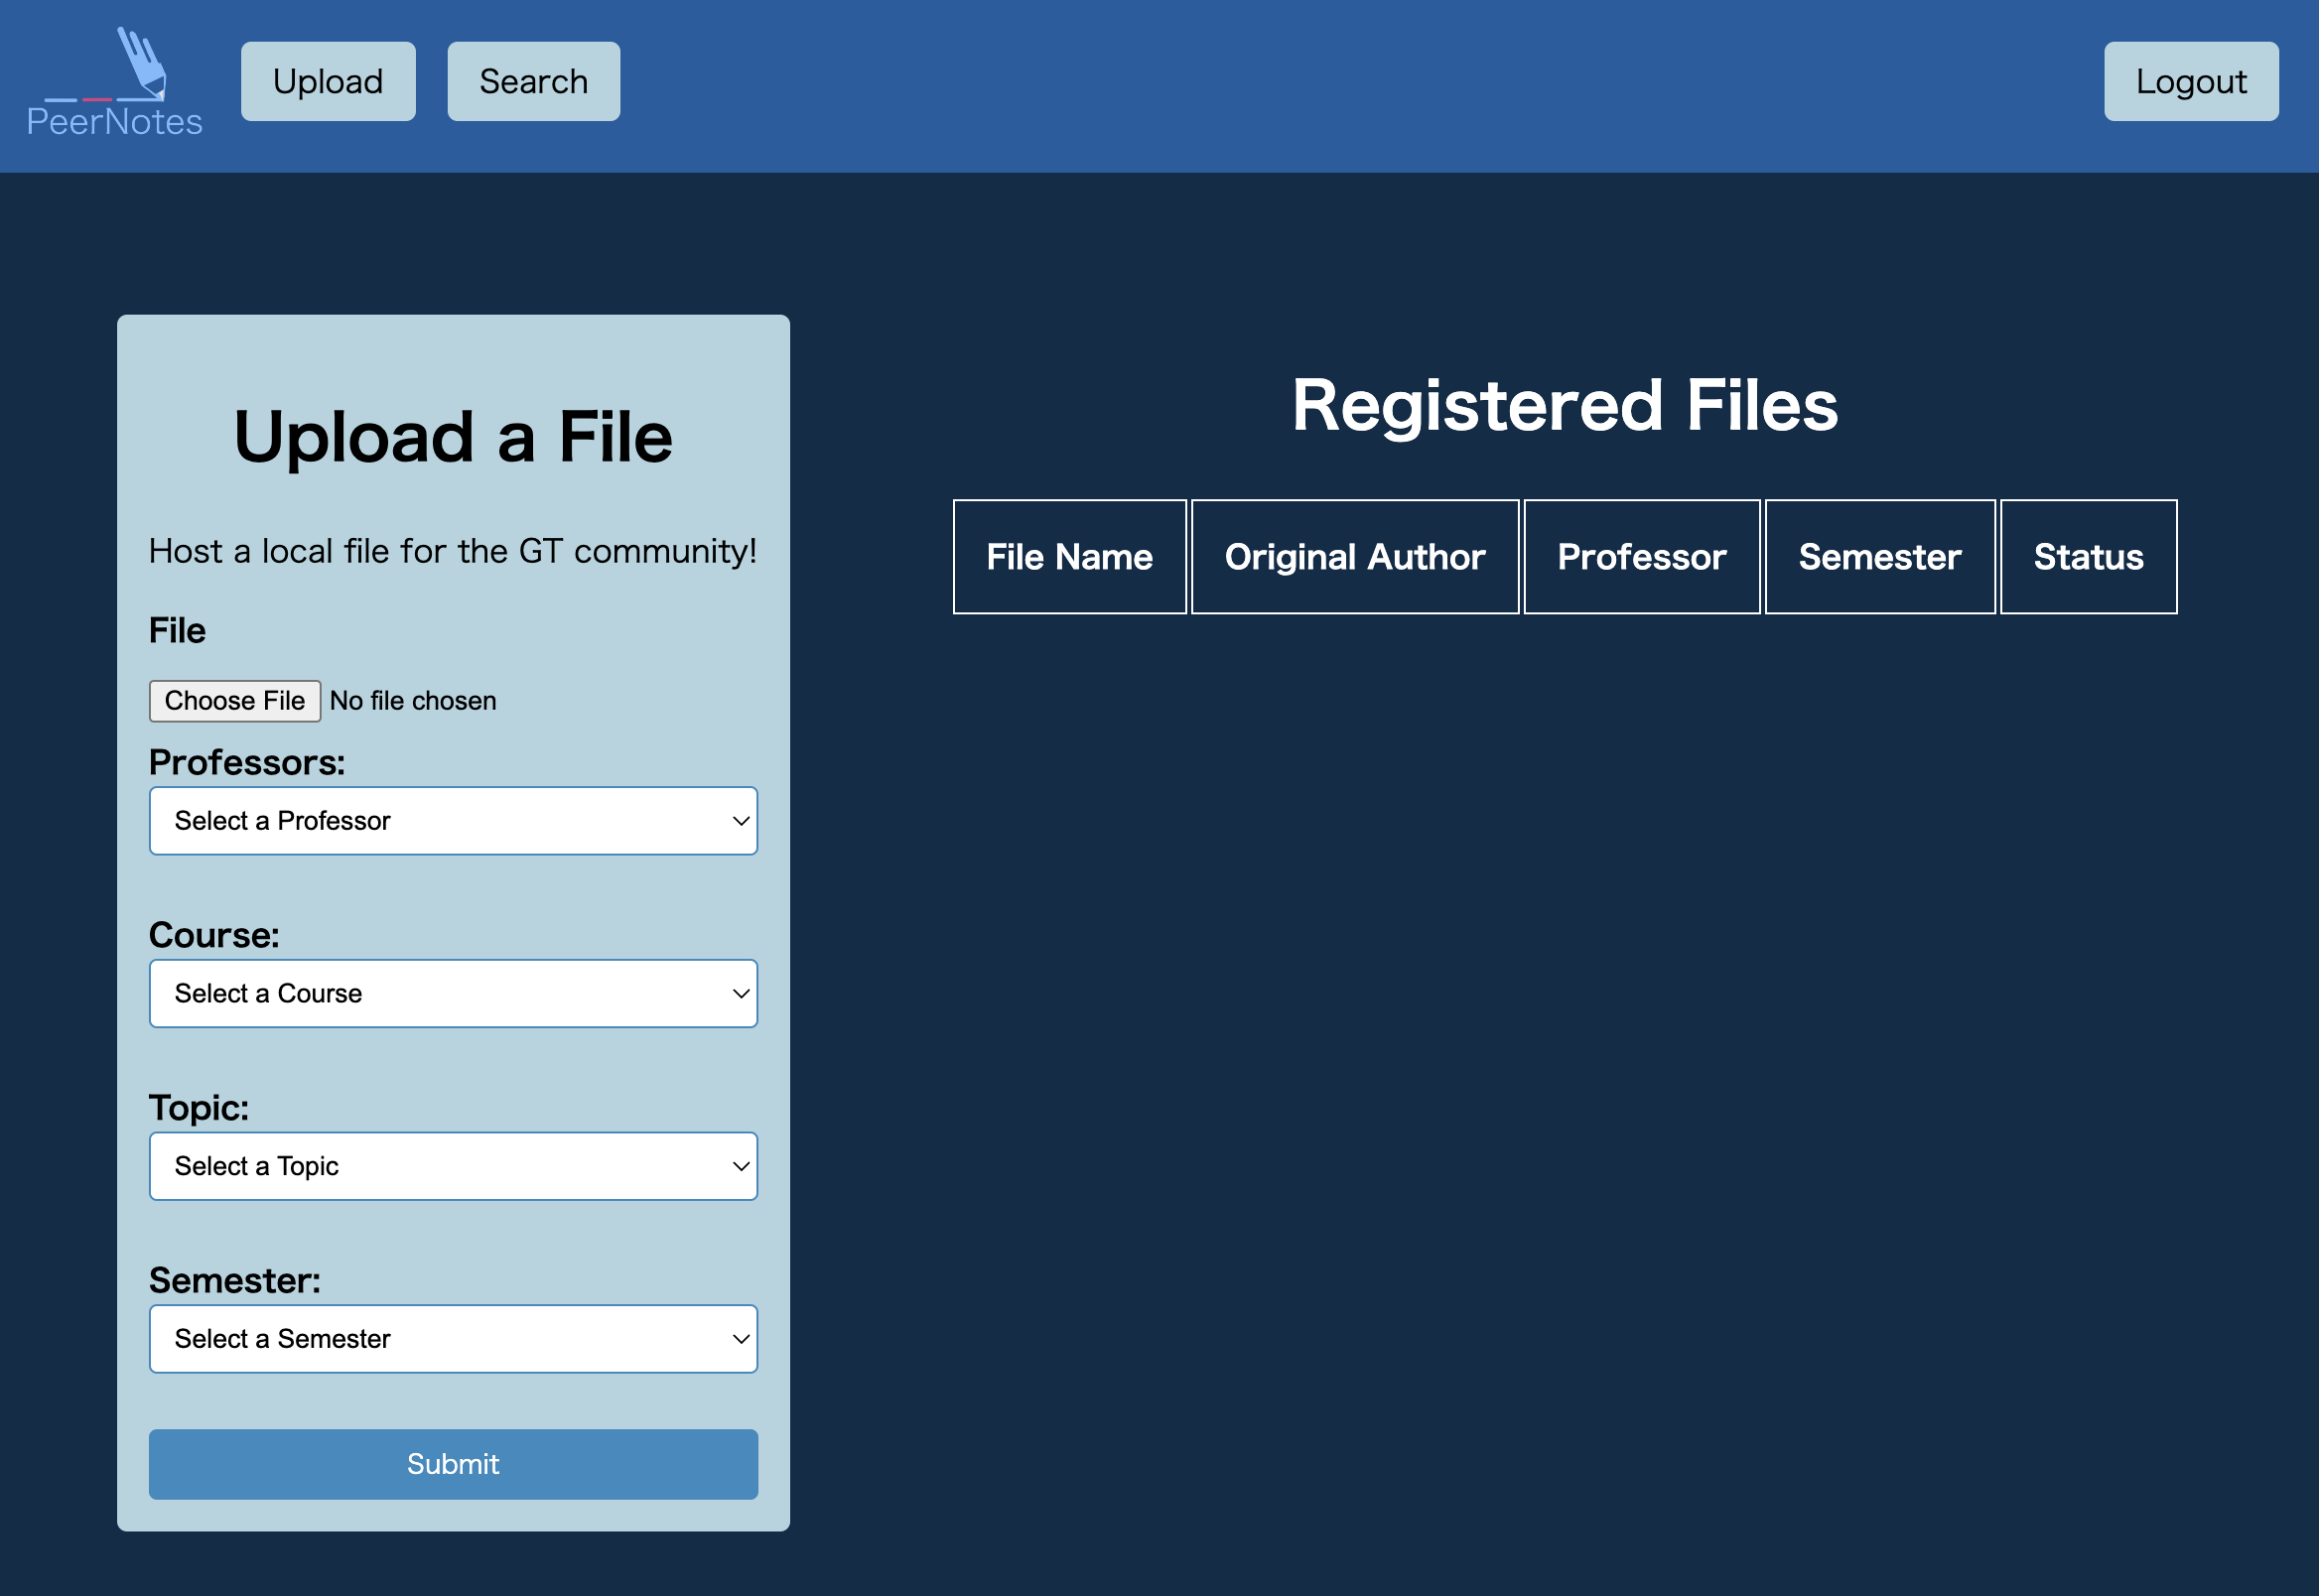 PeerNotes
Upload
Search
Logout
Upload a File
Host a local file for the GT community!
File
Choose File No file chosen
Professors:
Select a Professor
Course:
Select a Course
Topic:
Select a Topic
Semester:
Select a Semester
Submit
Registered Files
File Name Original Author Professor Semester Status